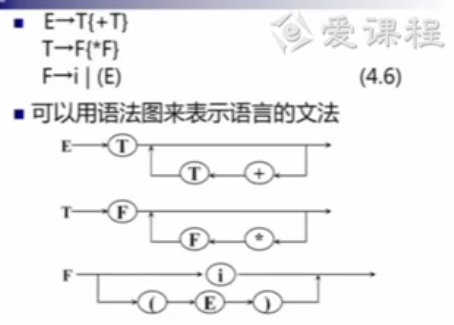 ■ E→T{+T}
爱课程
T→F{*F}
F→i | (E) (4.6)
■ 可以用语法图来表示语言的文法
E T
T +
T F
F *
F i
( E )